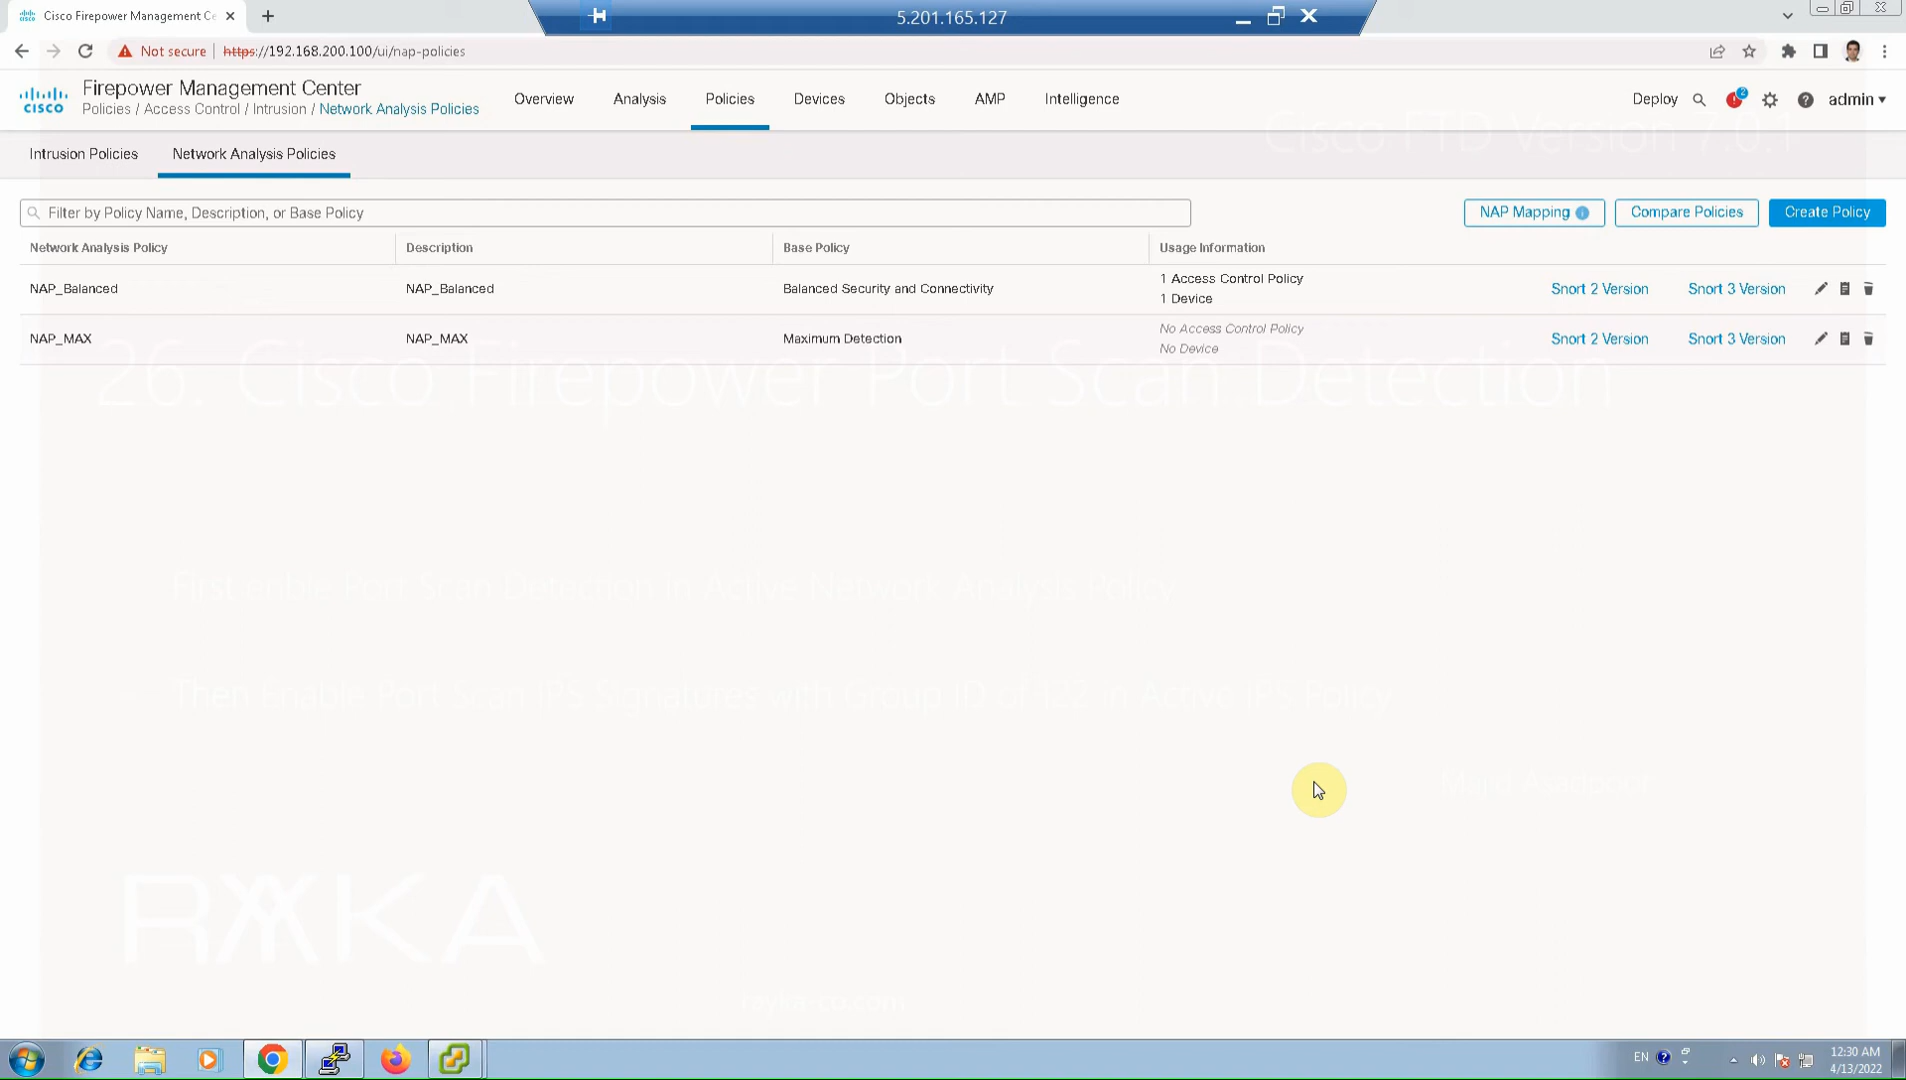 Cisco Firepower Management Ce
5.201.165.127
Not secure
https://192.168.200.100/ui/nap-policies
Firepower Management Center
Policies / Access Control / Intrusion / Network Analysis Policies
CISCO
Overview
Analysis
Policies
Devices
Objects
AMP
Intelligence
Deploy
2
admin
Cisco FTD Version 7.0.1
Intrusion Policies
Network Analysis Policies
Filter by Policy Name, Description, or Base Policy
NAP Mapping
Compare Policies
Create Policy
Network Analysis Policy
Description
Base Policy
Usage Information
NAP_Balanced
NAP_Balanced
Balanced Security and Connectivity
1 Access Control Policy
1 Device
Snort 2 Version
Snort 3 Version
NAP_MAX
NAP_MAX
Maximum Detection
No Access Control Policy
No Device
Snort 2 Version
Snort 3 Version
26. Cisco Firepower Port Scan Detection
Port Scan Detection in Active Network Analysis Policy
- Then Enable Port Scan IPS Signatures with Group ID of 122 in Active IPS Policy
RAYKA
EN
12:30 AM
4/13/2022